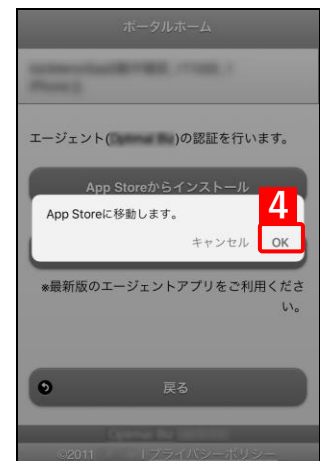 ポータルホーム
エージェント( )の認証を行います。
App Storeからインストール
App Storeに移動します。
4
キャンセル OK
*最新版のエージェントアプリをご利用くださ
い。
戻る
©2011 | プライバシーポリシー